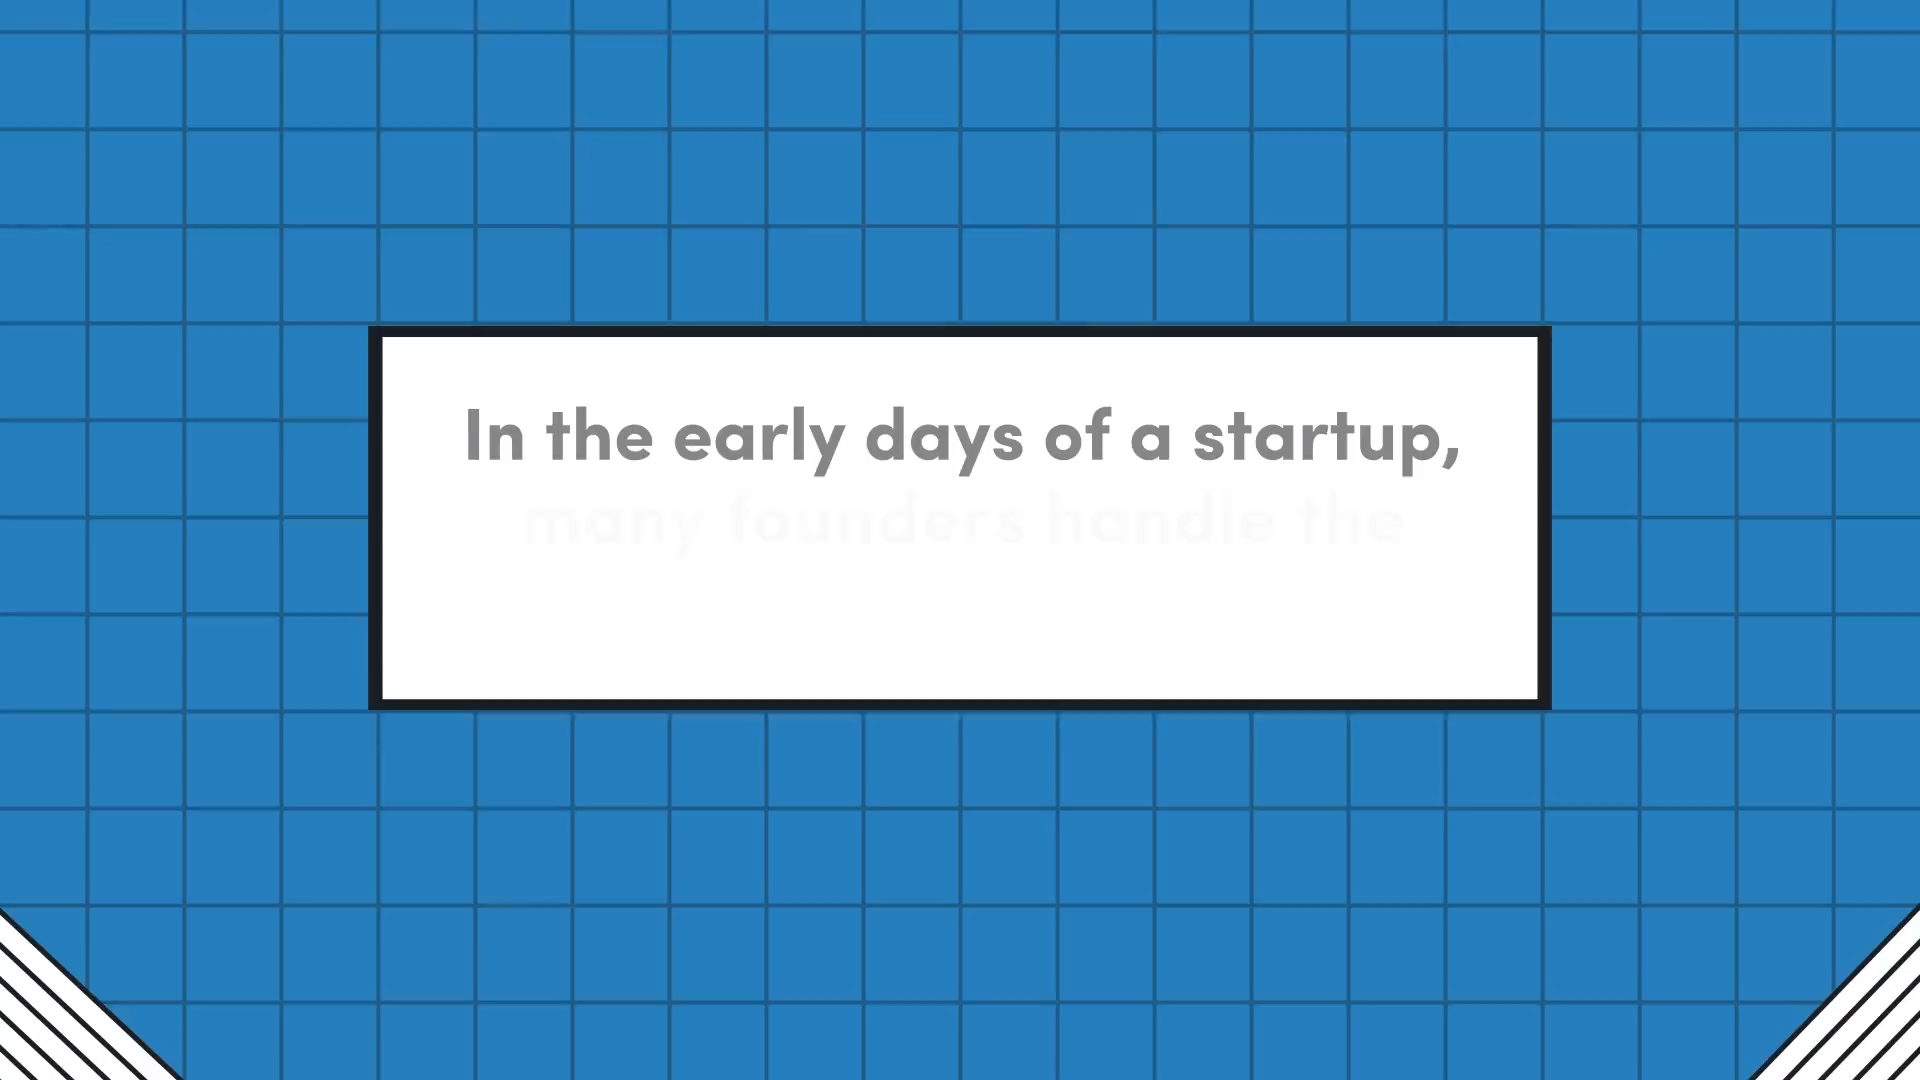 In the early days of a startup,
many founders handle the